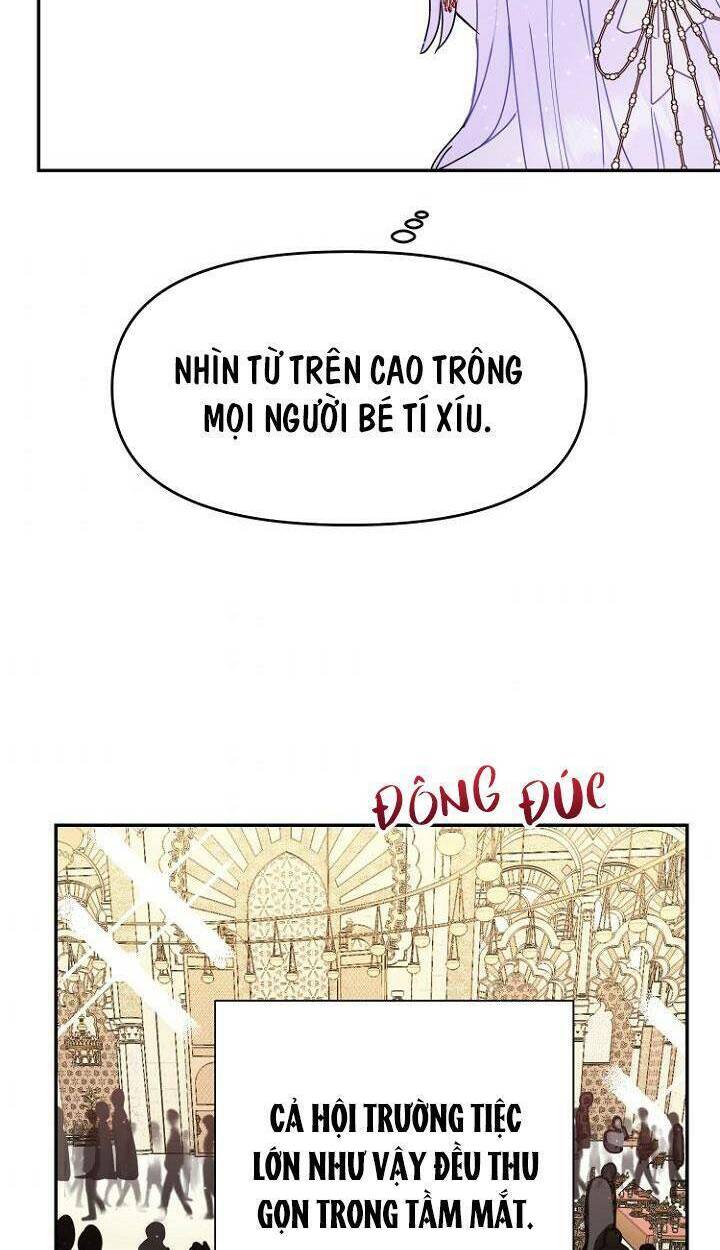 NHÌN TỪ TRÊN CAO TRÔNG
MỌI NGƯỜI BÉ TÍ XÍU.
ĐÔNG ĐÚC
CẢ HỘI TRƯỜNG TIỆC
LỚN NHƯ VẬY ĐỀU THU
GỌN TRONG TẦM MẮT.